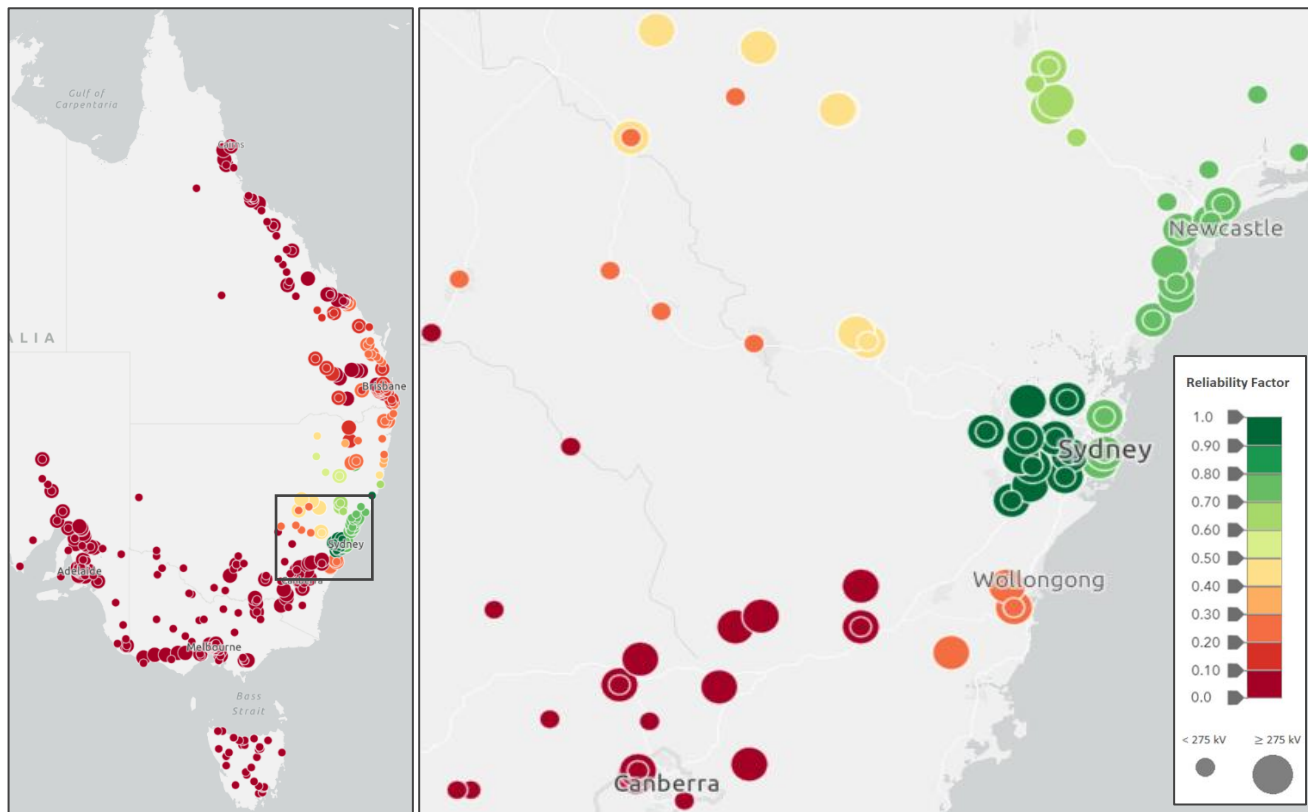 Gulf of
Carpentaria
Cairns
ALIA
Brisbane
Sydney
Adelaide
Canberra
Melbourne
Bass
Strait
Newcastle
Sydney
Wollongong
Canberra
Reliability Factor
1.0
0.90
0.80
0.70
0.60
0.50
0.40
0.30
0.20
0.10
0.0
< 275 kV
≥ 275 kV